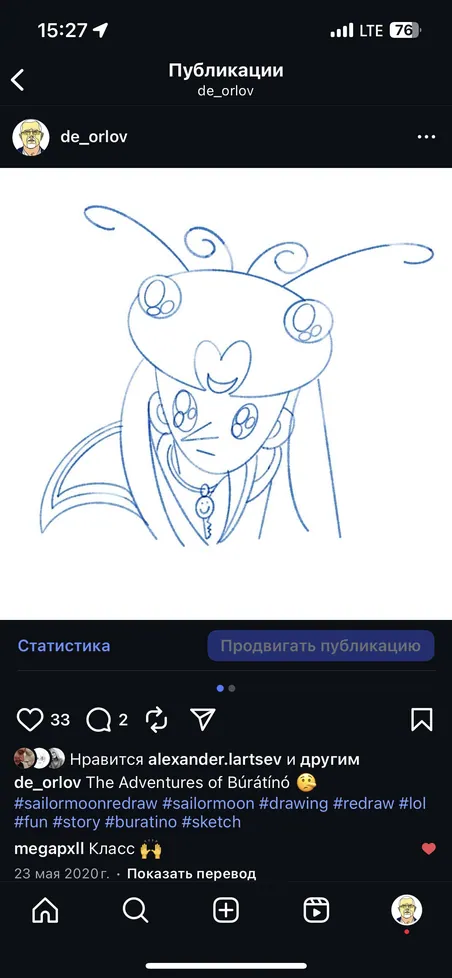 15:27
LTE
76
Публикации
de_orlov
de_orlov
Статистика
Продвигать публикацию
33
2
Нравится alexander.lartsev и другим
de_orlov The Adventures of Búrátínó
#sailormoonredraw #sailormoon #drawing #redraw #lol
#fun #story #buratino #sketch
megapxll Класс 🙌
23 мая 2020 г. · Показать перевод